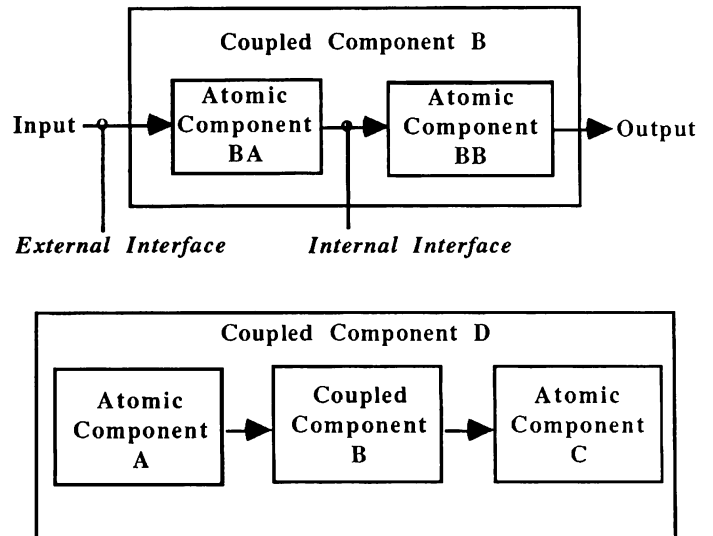 Coupled Component B
Atomic
Component
BA
Atomic
Component
BB
Input
Output
External Interface
Internal Interface
Coupled Component D
Atomic
Component
A
Coupled
Component
B
Atomic
Component
C